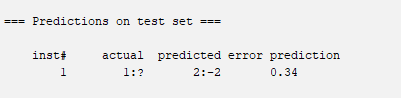 === Predictions on test set ===
inst# actual predicted error prediction
1 1:? 2:-2 0.34